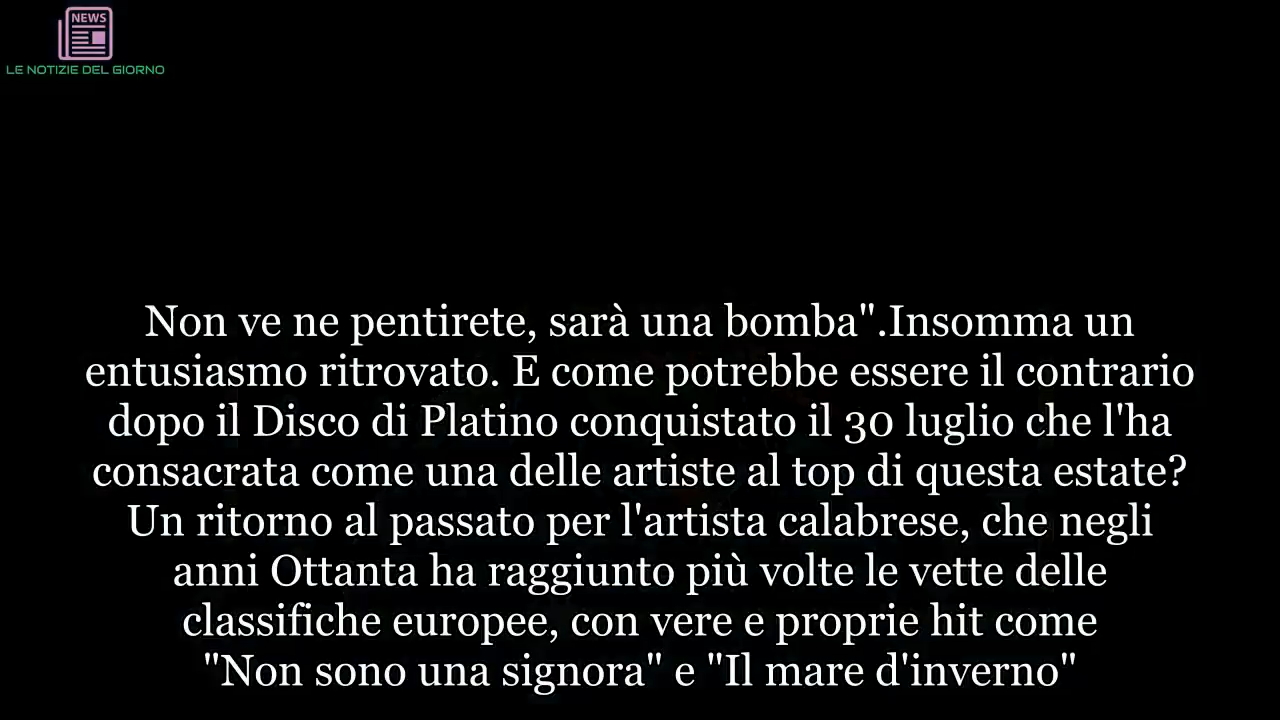 NEWS
LE NOTIZIE DEL GIORNO
Non ve ne pentirete, sarà una bomba".Insomma un
entusiasmo ritrovato. E come potrebbe essere il contrario
dopo il Disco di Platino conquistato il 30 luglio che l'ha
consacrata come una delle artiste al top di questa estate?
Un ritorno al passato per l'artista calabrese, che negli
anni Ottanta ha raggiunto più volte le vette delle
classifiche europee, con vere e proprie hit come
"Non sono una signora" e "Il mare d'inverno"